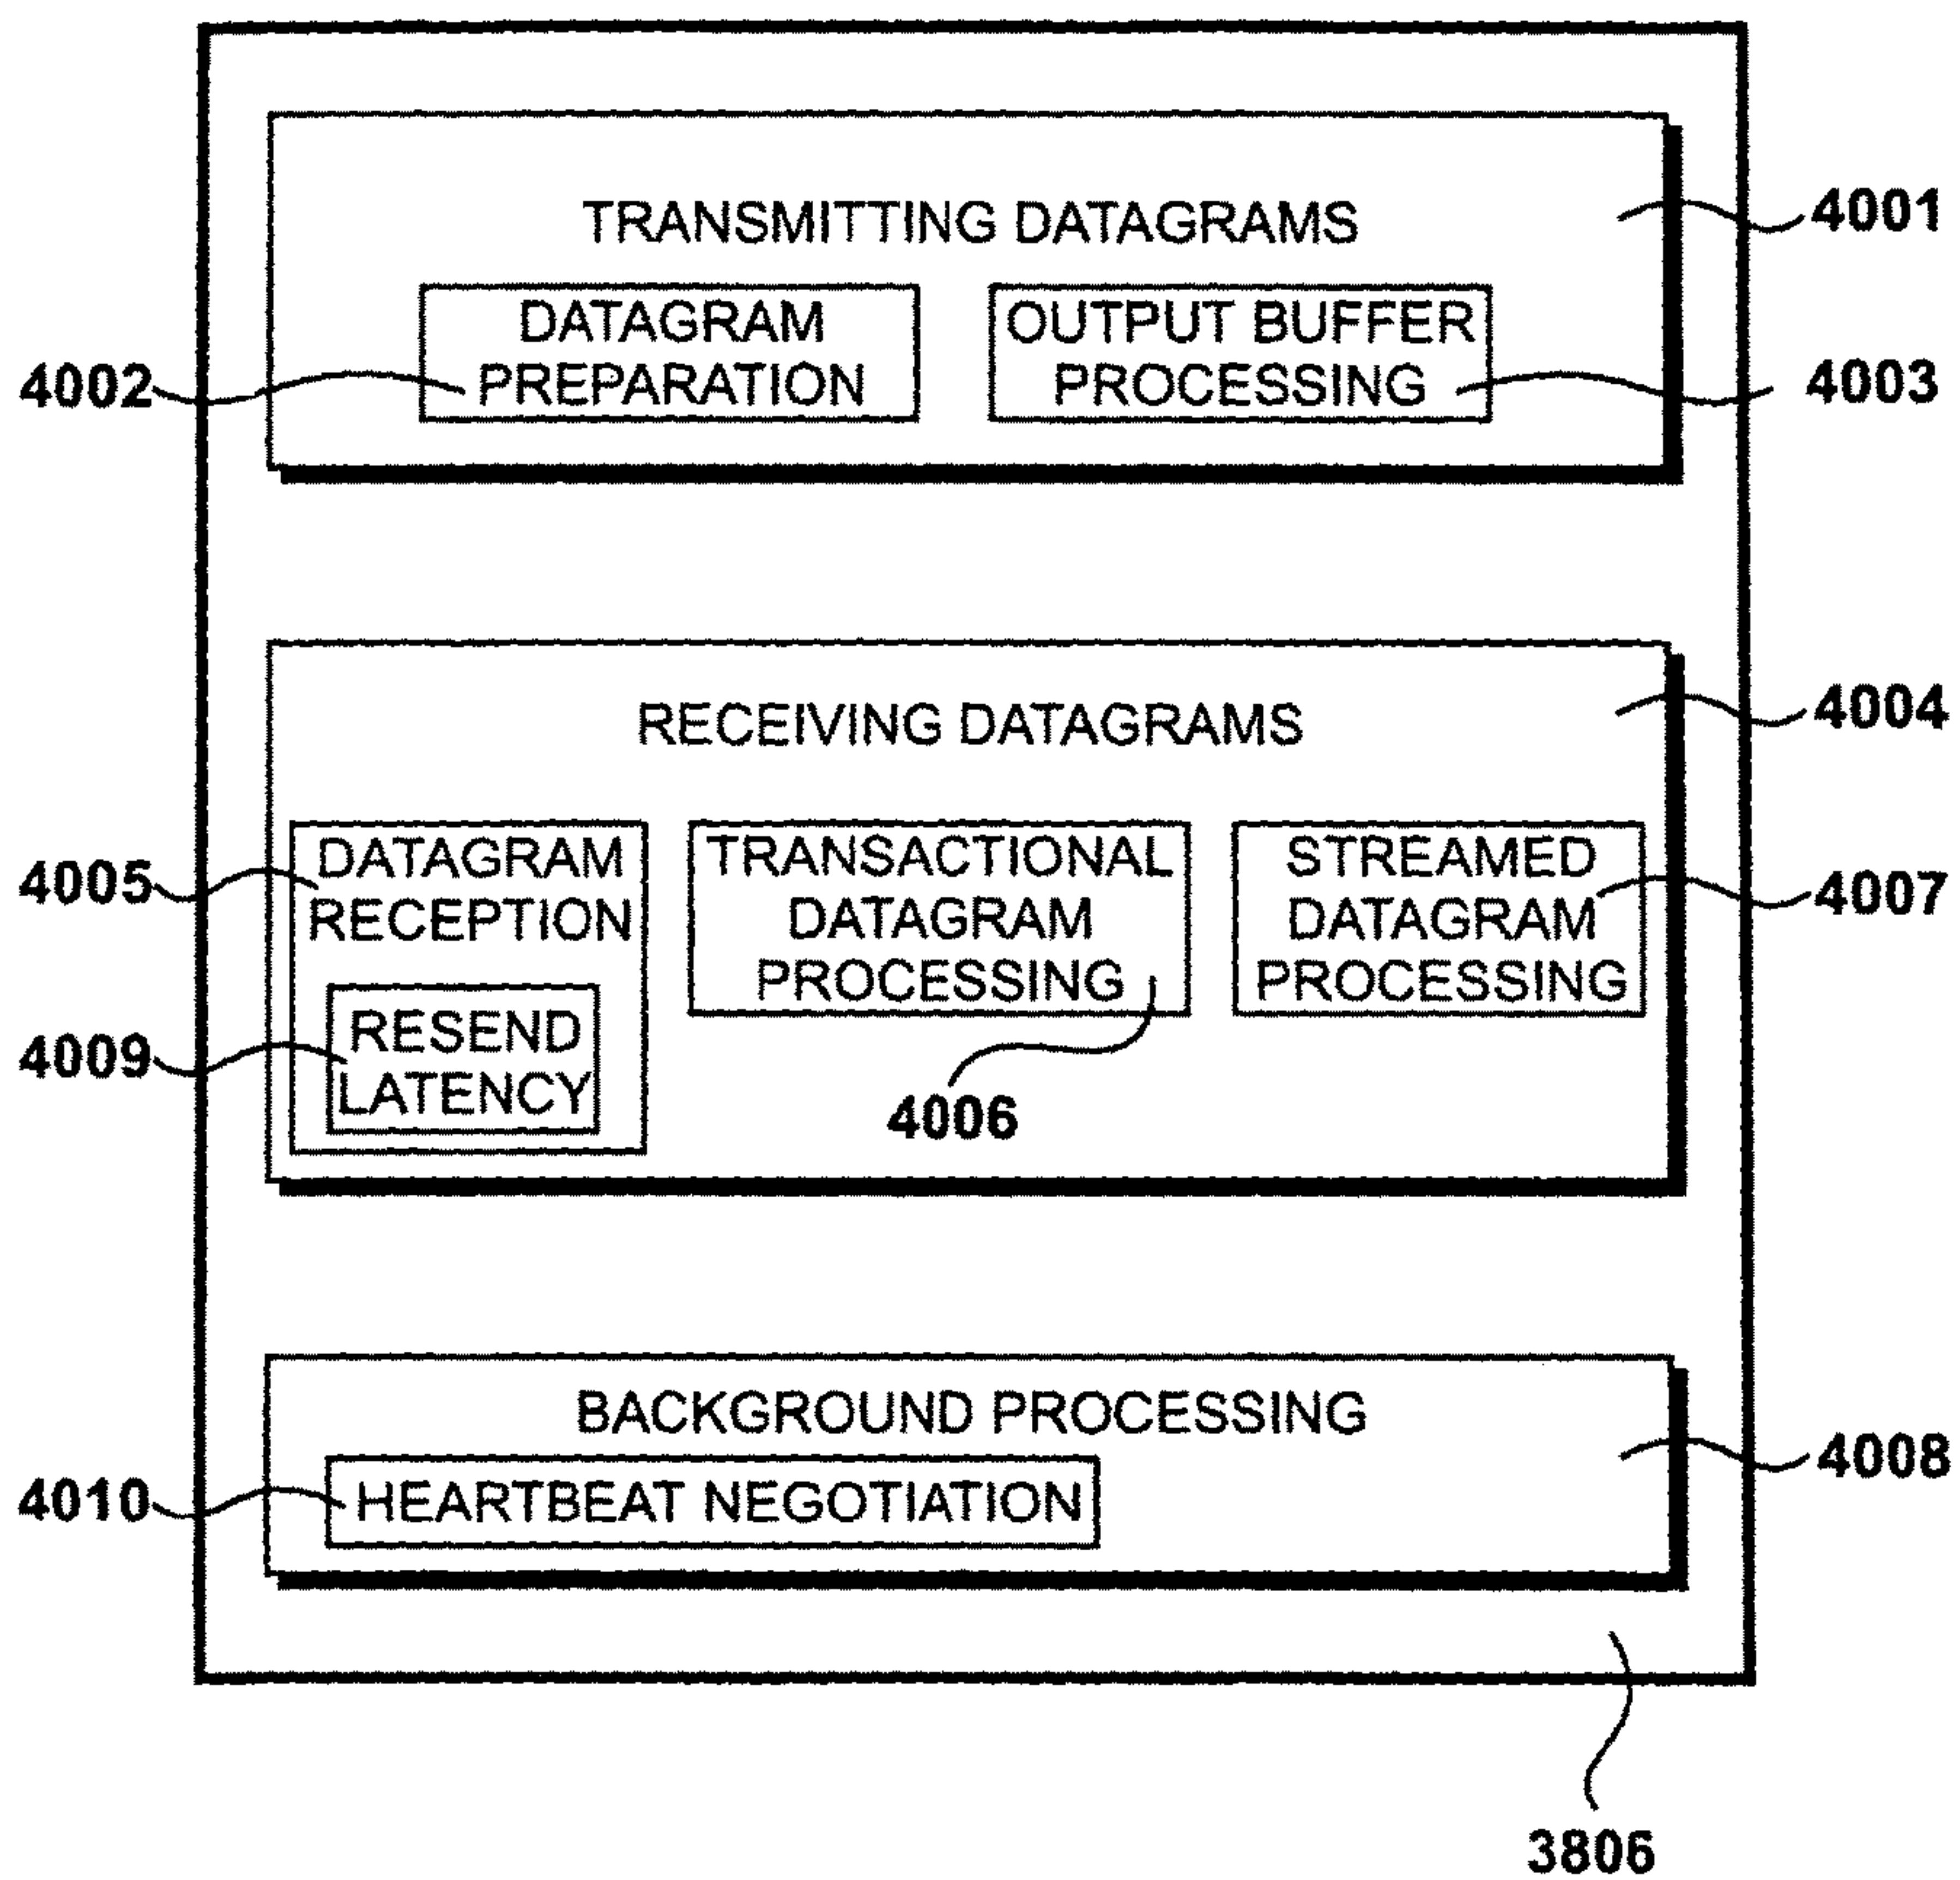 TRANSMITTING DATAGRAMS
4001
DATAGRAM
PREPARATION
OUTPUT BUFFER
PROCESSING
4002
4003
RECEIVING DATAGRAMS
4004
DATAGRAM
RECEPTION
4005
RESEND
LATENCY
4009
TRANSACTIONAL
DATAGRAM
PROCESSING
4006
STREAMED
DATAGRAM
PROCESSING
4007
BACKGROUND PROCESSING
4008
HEARTBEAT NEGOTIATION
4010
3806